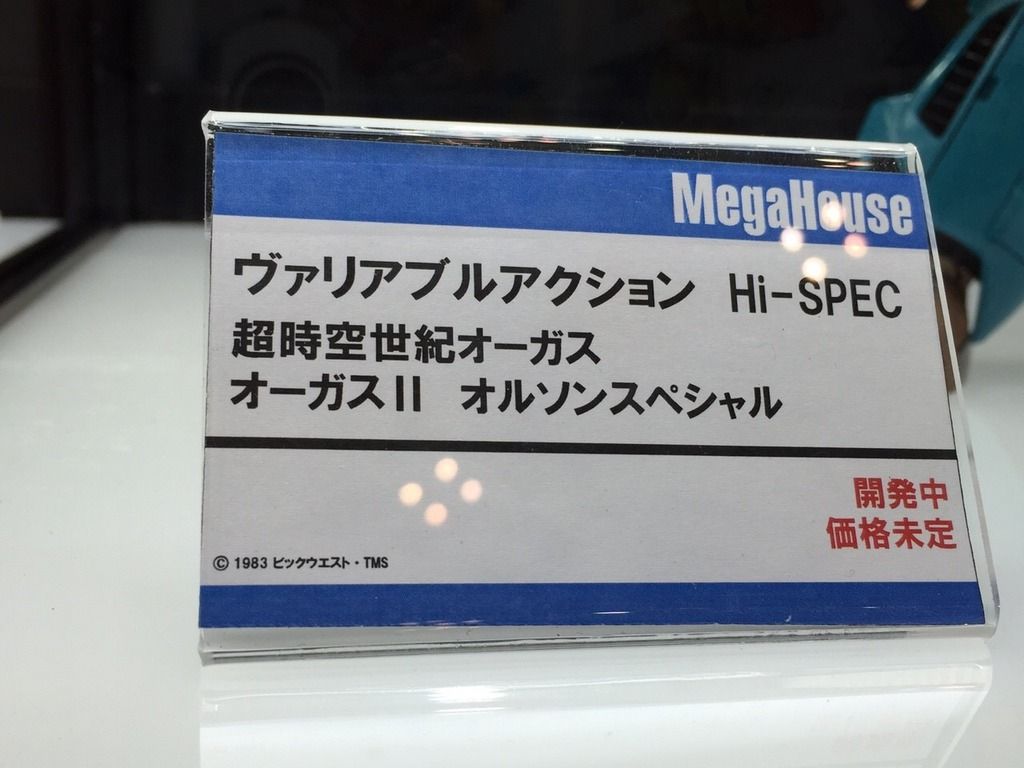 MegaHouse
ヴァリアブルアクション Hi-SPEC
超時空世紀オーガス
オーガスII オルソンスペシャル
開発中
価格未定
© 1983 ビックウエスト・TMS